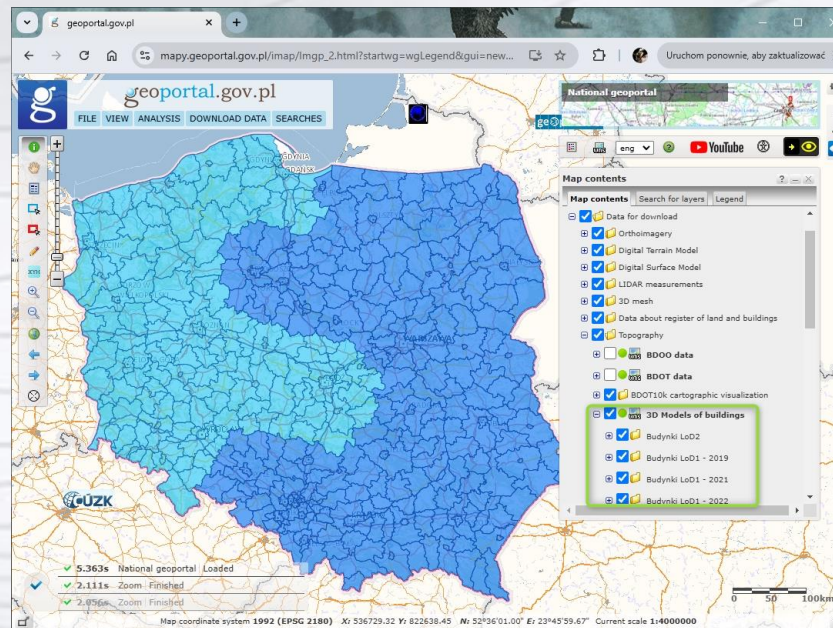 geoportal.gov.pl
mapy.geoportal.gov.pl/imap/Imgp_2.html?startwg=wgLegend&gui=new...
Uruchom ponownie, aby zaktualizować
geoportal.gov.pl
FILE VIEW ANALYSIS DOWNLOAD DATA SEARCHES
National geoportal
eng
YouTube
Map contents
Map contents Search for layers Legend
Data for download
Orthoimagery
Digital Terrain Model
Digital Surface Model
LIDAR measurements
3D mesh
Data about register of land and buildings
Topography
BDOO data
BDOT data
BDOT10k cartographic visualization
3D Models of buildings
Budynki LoD2
Budynki LoD1 - 2019
Budynki LoD1 - 2021
Budynki LoD1 - 2022
GDYNIA
GDAŃSK
WARSZAWA
ČÚZK
5.363s National geoportal Loaded
2.111s Zoom Finished
2.056s Zoom Finished
0 50 100km
Map coordinate system 1992 (EPSG 2180) X: 536729.32 Y: 822638.45 N: 52°36'01.00" E: 23°45'59.67" Current scale 1:4000000